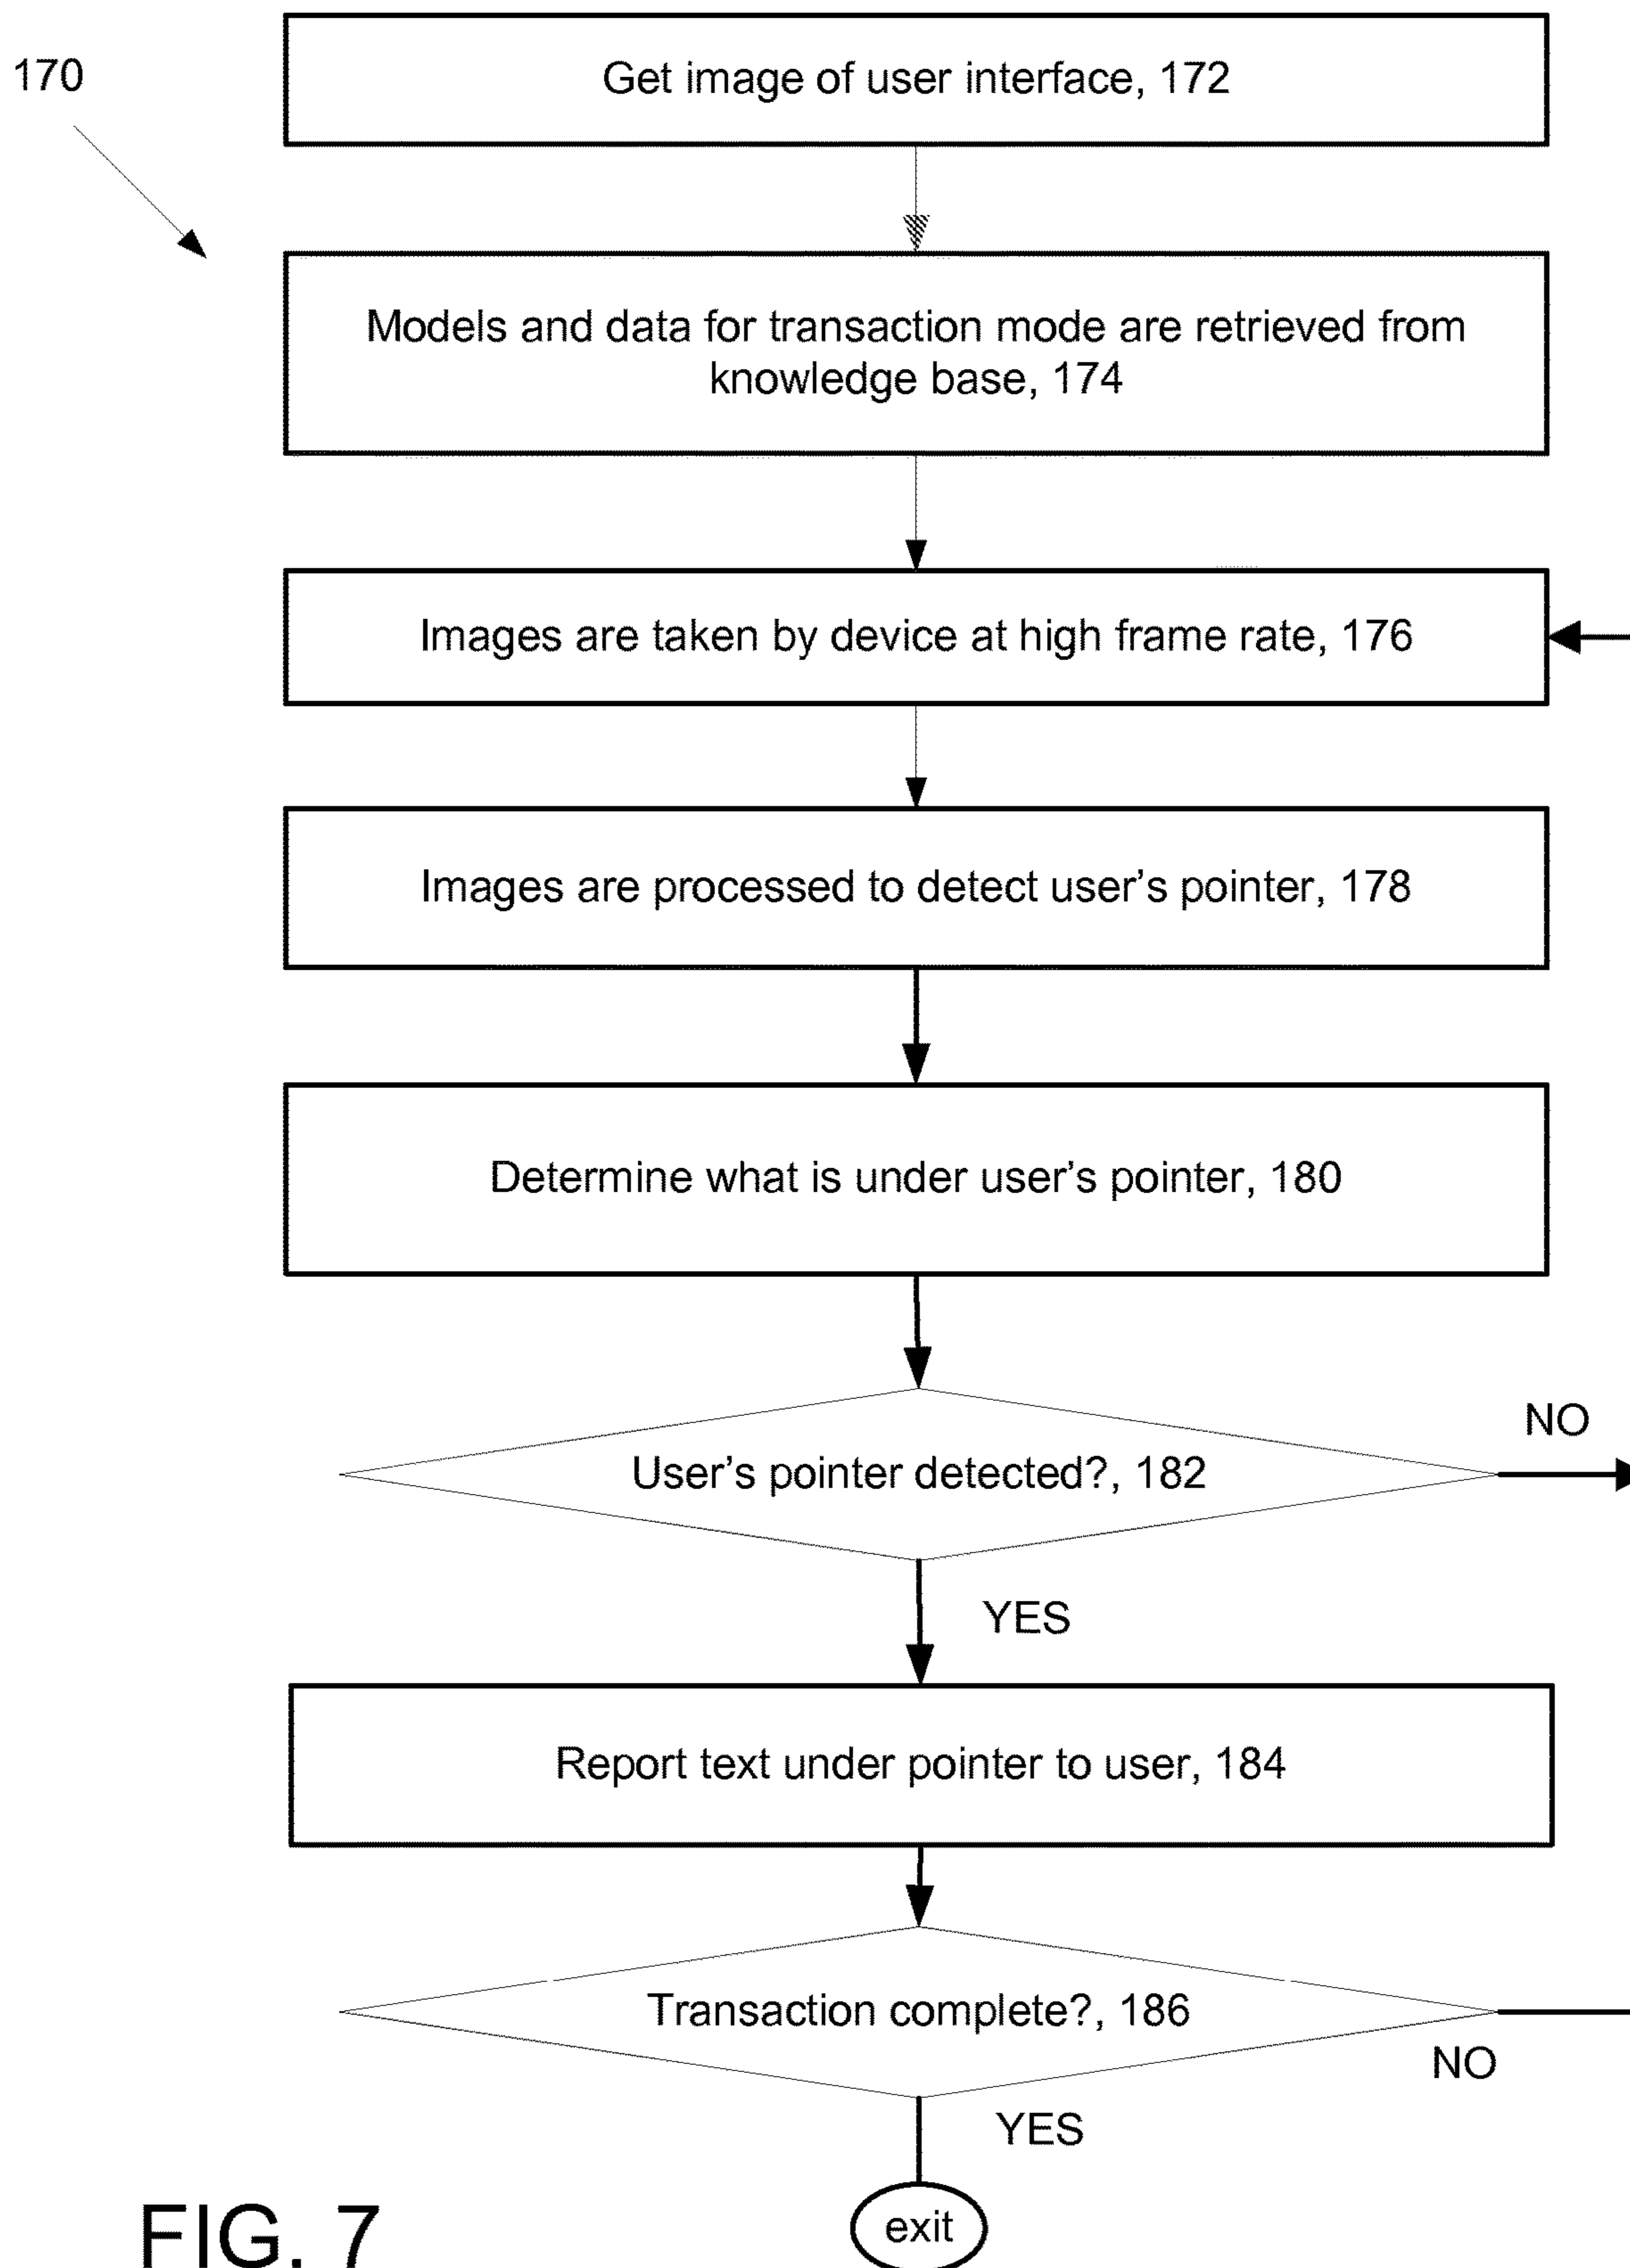 170
Get image of user interface, 172
Models and data for transaction mode are retrieved from
knowledge base, 174
Images are taken by device at high frame rate, 176
Images are processed to detect user's pointer, 178
Determine what is under user's pointer, 180
User's pointer detected?, 182
NO
YES
Report text under pointer to user, 184
Transaction complete?, 186
NO
YES
exit
FIG. 7